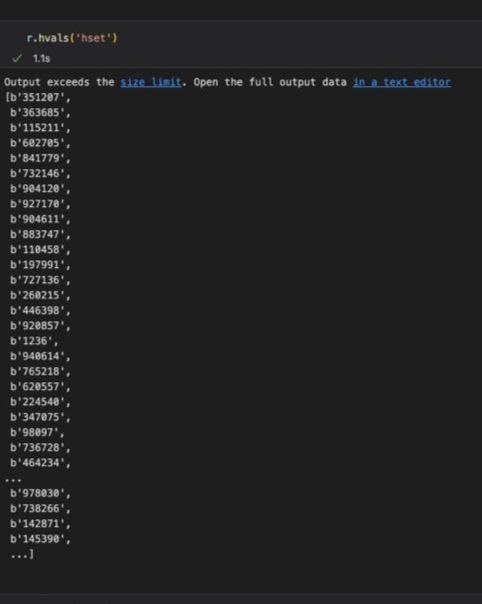 r.hvals('hset')
✓ 1.1s
Output exceeds the size limit. Open the full output data in a text editor
[b'351207',
b'363685',
b'115211',
b'602705',
b'841779',
b'732146',
b'904120',
b'927170',
b'904611',
b'883747',
b'110458',
b'197991',
b'727136',
b'260215',
b'446398',
b'920857',
b'1236',
b'940614',
b'765218',
b'620557',
b'224540',
b'347075',
b'98097',
b'736728',
b'464234',
...
b'978030',
b'738266',
b'142871',
b'145390',
...]